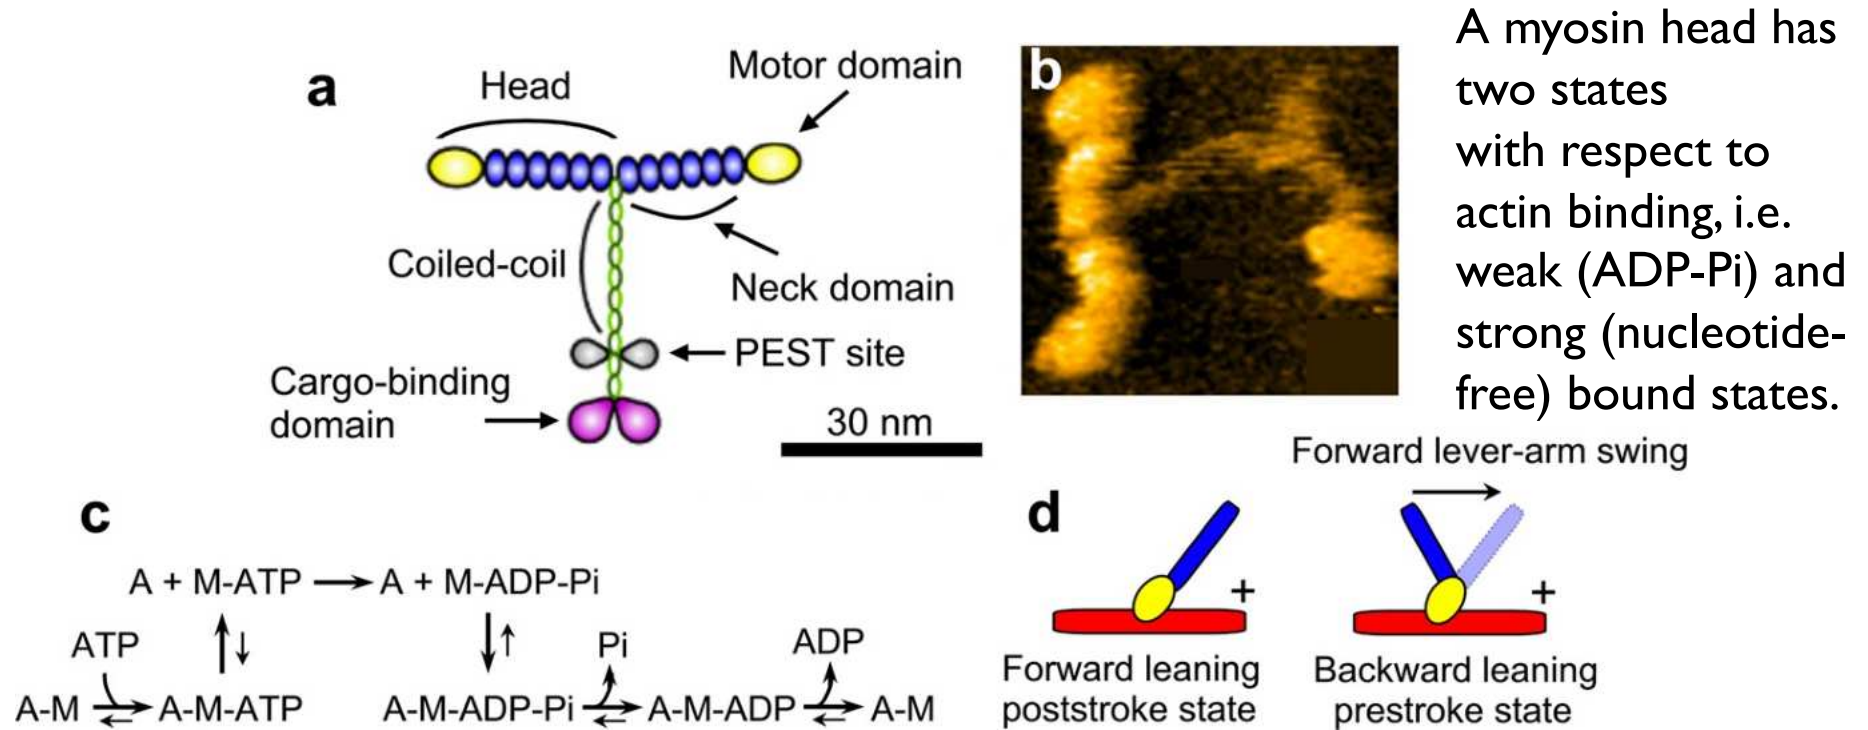 a
Head
Motor domain
Coiled-coil
Neck domain
PEST site
Cargo-binding
domain
30 nm
b
A myosin head has
two states
with respect to
actin binding, i.e.
weak (ADP-Pi) and
strong (nucleotide-
free) bound states.
c
A + M-ATP → A + M-ADP-Pi
ATP
Pi
ADP
A-M
A-M-ATP
A-M-ADP-Pi
A-M-ADP
A-M
d
Forward lever-arm swing
+
+
Forward leaning
poststroke state
Backward leaning
prestroke state